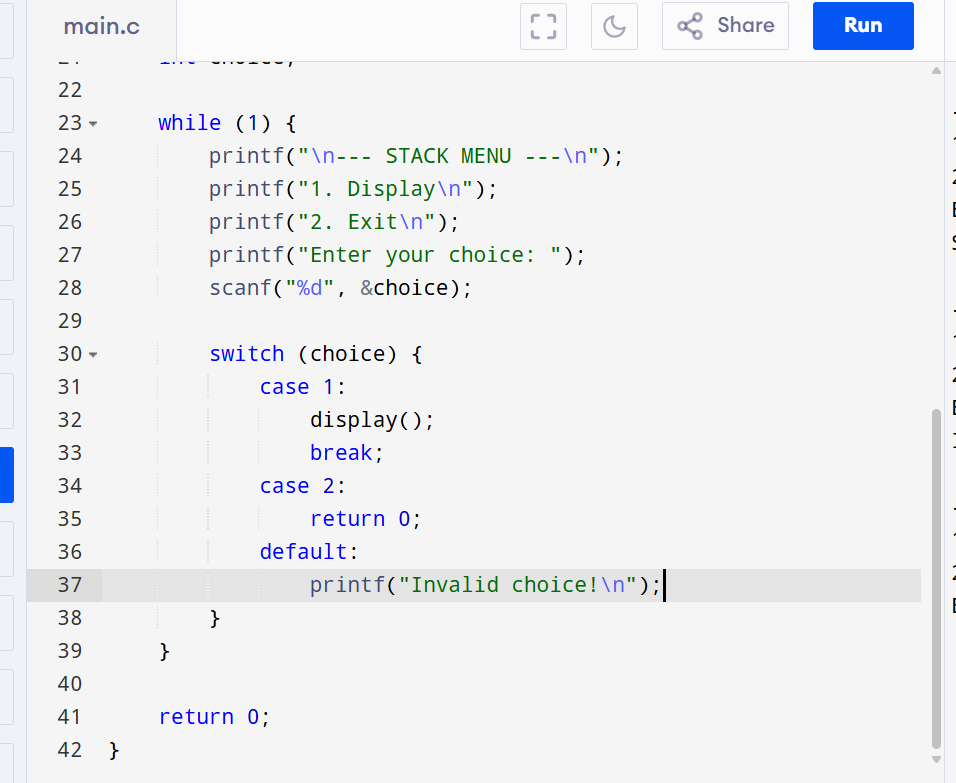 main.c
Share
Run
int choice;
22
23 while (1) {
24 printf("\n--- STACK MENU ---\n");
25 printf("1. Display\n");
26 printf("2. Exit\n");
27 printf("Enter your choice: ");
28 scanf("%d", &choice);
29
30 switch (choice) {
31 case 1:
32 display();
33 break;
34 case 2:
35 return 0;
36 default:
37 printf("Invalid choice!\n");
38 }
39 }
40
41 return 0;
42 }